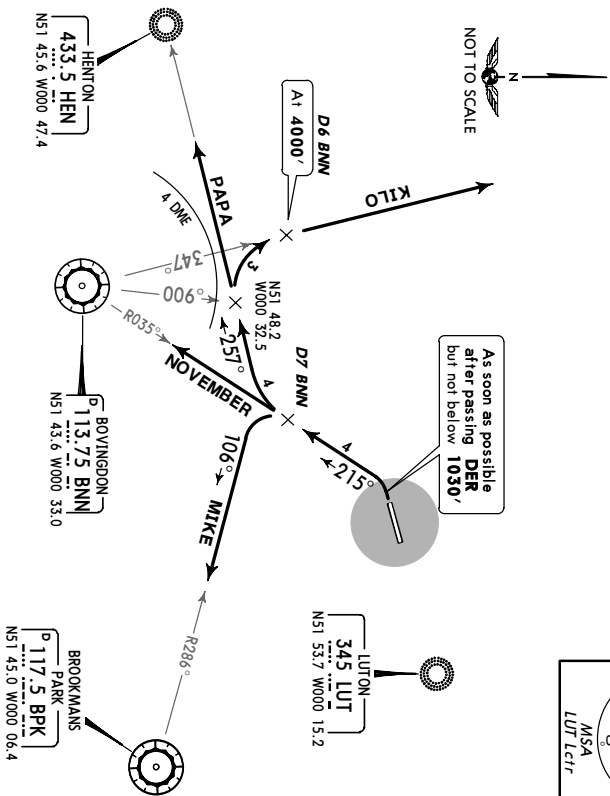 NOT TO SCALE
N
HENTON
433.5 HEN
N51 45.6 W000 47.4
D6 BNN
At 4000'
KILO
PAPA
4 DME
347°
006°
3
N51 48.2
W000 32.5
257°
4
D7 BNN
R035°
NOVEMBER
As soon as possible
after passing DER
but not below 1030'
4
215°
BOVINGDON
D 113.75 BNN
N51 43.6 W000 33.0
106°
MIKE
LUTON
345 LUT
N51 53.7 W000 15.2
R286°
BROOKMANS
PARK
D 117.5 BPK
N51 45.0 W000 06.4
MSA
LUT Lctr